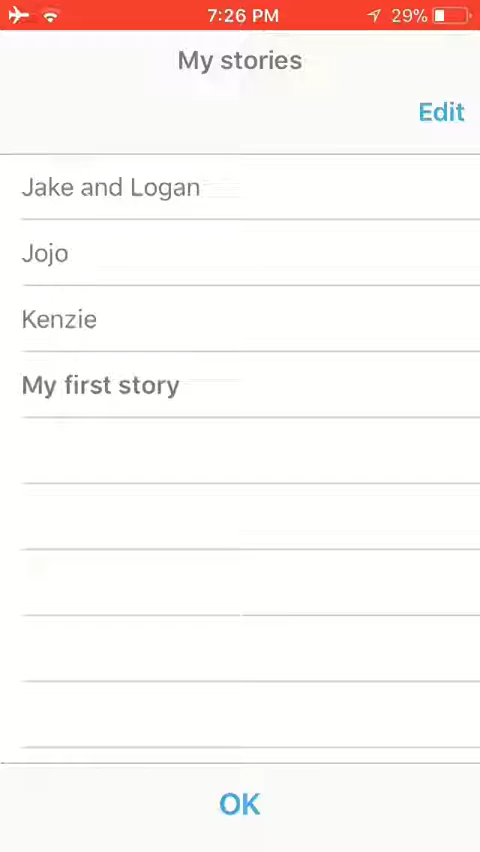 7:26 PM
29%
My stories
Edit
Jake and Logan
Jojo
Kenzie
My first story
OK